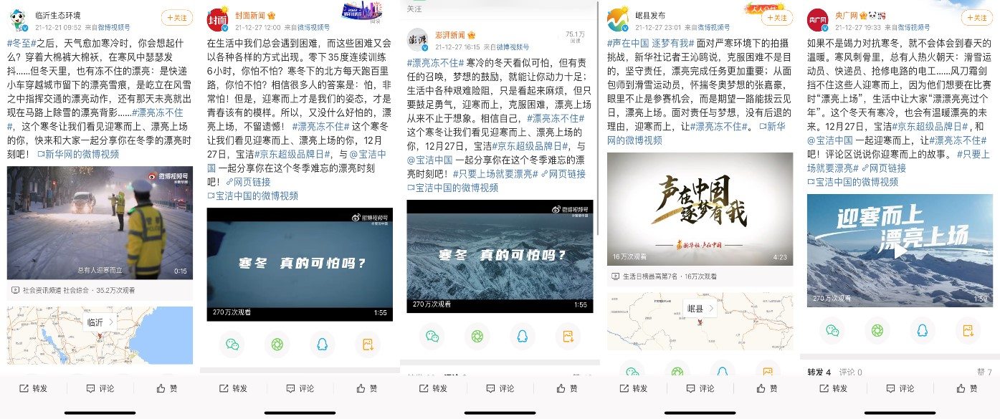 临沂生态环境
21-12-21 09:52 来自微博视频号
+关注
#冬至#之后，天气愈加寒冷时，你会想起什
么？穿着大棉裤大棉袄，在寒风中瑟瑟发
抖......但冬天里，也有冻不住的漂亮：是快递
小车穿越城市留下的漂亮雪痕，是屹立在风雪
之中指挥交通的漂亮动作，还有那天未亮就出
现在马路上除雪的漂亮背影......#漂亮冻不住
#，这个寒冬让我们看见迎寒而上、漂亮上场
的你，快来和大家一起分享你在冬季的漂亮时
刻吧！ 新华网的微博视频
微博视频号
总有人迎寒而立
0:15
社会资讯频道 社会综合 · 35.2万次观看
临沂
转发
评论
赞
封面
封面新闻
21-12-27 12:00 来自微博视频号
在生活中我们总会遇到困难，而这些困难又会
以各种各样的方式出现。零下35度连续训练
6小时，你怕不怕？寒冬下的北方每天跑百里
路，你怕不怕？相信很多人的答案是：怕，非
常怕！但是，迎寒而上才是我们的姿态，才是
青春该有的模样。所以，又没什么好怕的，漂
亮上场，不留遗憾！ #漂亮冻不住# 这个寒冬
让我们看见迎寒而上、漂亮上场的你，12月
27日，宝洁#京东超级品牌日#，与 @宝洁中
国 一起分享你在这个冬季难忘的漂亮时刻
吧！ 网页链接
宝洁中国的微博视频
微博视频号
寒冬 真的可怕吗？
270万次观看
1:55
转发
评论
赞
关注
澎湃
澎湃新闻
21-12-27 16:15 来自微博视频号
75.1万
阅读
#漂亮冻不住# 寒冷的冬天看似可怕，但有责
任的召唤，梦想的鼓励，就能让你动力十足；
生活中各种艰难险阻，只是看起来麻烦，但只
要鼓足勇气，迎寒而上，克服困难，漂亮上场
从来不止于想象。相信自己，#漂亮冻不住#
这个寒冬让我们看见迎寒而上、漂亮上场的
你，12月27日，宝洁#京东超级品牌日#，与
@宝洁中国 一起分享你在这个冬季难忘的漂
亮时刻吧！#只要上场就要漂亮# 网页链接
宝洁中国的微博视频
微博视频号
寒冬 真的可怕吗？
270万次观看
1:55
转发
评论
赞
岷县发布
21-12-27 23:01 来自微博视频号
+关注
#声在中国 逐梦有我# 面对严寒环境下的拍摄
挑战，新华社记者王沁鸥说，克服困难不是目
的，坚守责任，漂亮完成任务更加重要；从面
包师到滑雪运动员，怀揣冬奥梦想的张嘉豪，
眼里不止是参赛机会，而是期望一路能拨云见
日，漂亮上场。面对责任与梦想，没有后退的
理由，迎寒而上，让#漂亮冻不住#。 新华
网的微博视频
声在中国
逐梦有我
新华社·声在中国
16万次观看
4:23
生活日榜最高第7名 · 16万次观看
岷县
转发
评论
赞
央广网
央广网
21-12-27 19:33 来自微博视频号
+关注
如果不是竭力对抗寒冬，就不会体会到春天的
温暖。寒风刺骨里，总有人热火朝天：滑雪运
动员、快递员、抢修电路的电工......风刀霜剑
挡不住这些人迎寒而上，因为他们想要在比赛
时“漂亮上场”，生活中让大家“漂漂亮亮过个
年”。这个冬天有寒冷，也会有温暖漂亮的未
来。12月27日，宝洁#京东超级品牌日#，和
@宝洁中国 一起迎寒而上，让#漂亮冻不住#
吧！评论区说说你迎寒而上的故事。 #只要上
场就要漂亮# 网页链接
宝洁中国的微博视频
迎寒而上
漂亮上场
270万次观看
1:59
转发 4 评论 0
赞 7
转发
评论
赞